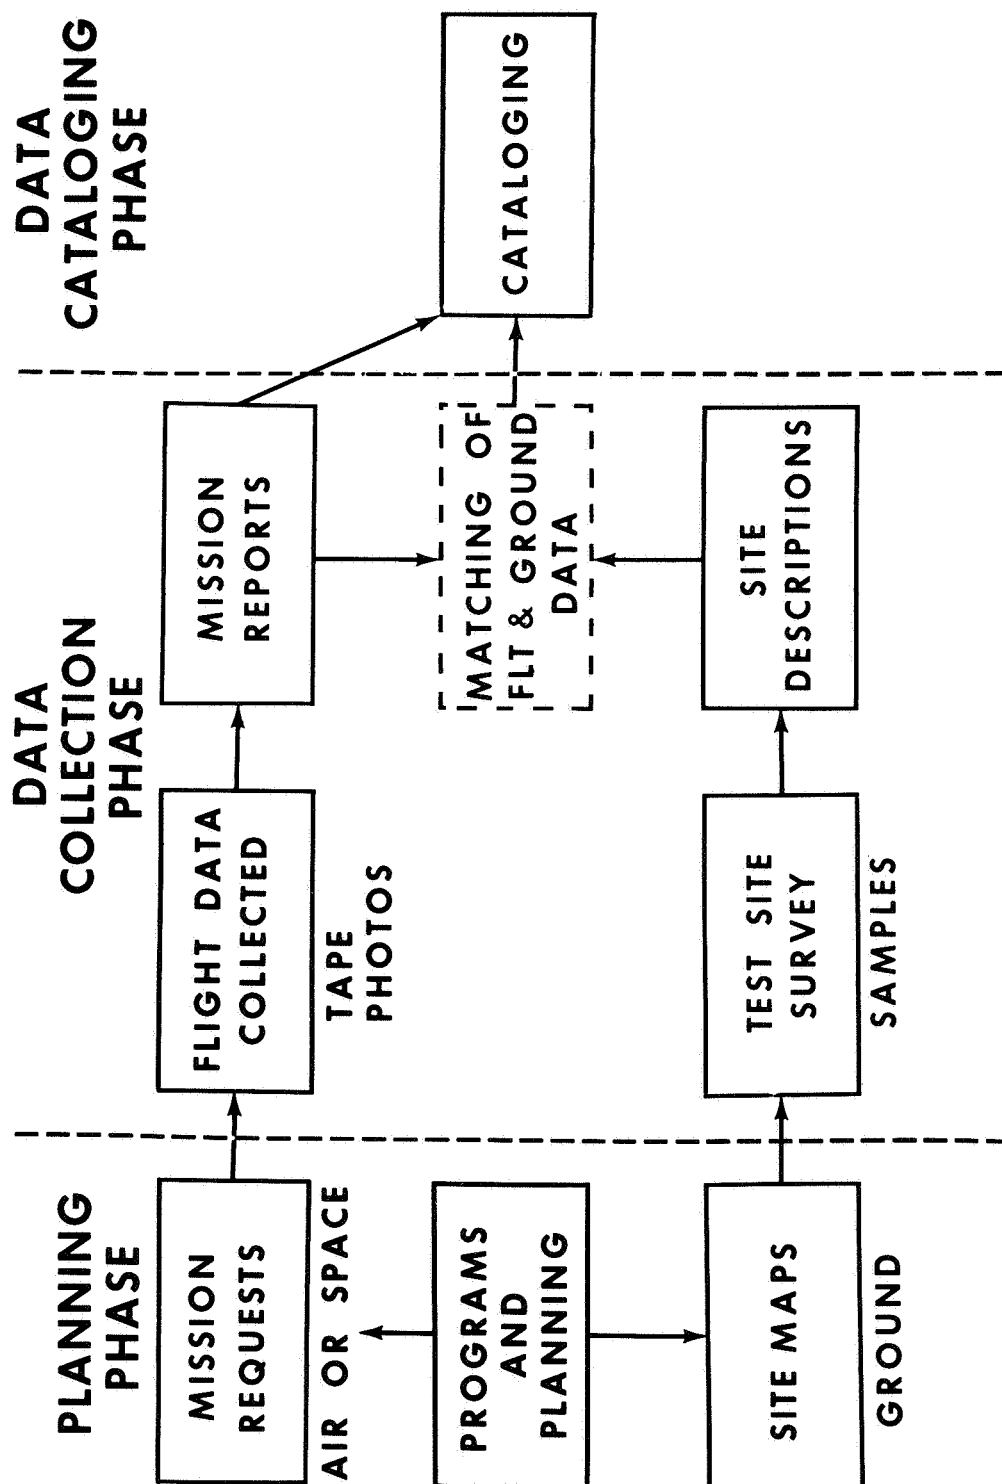 PLANNING
PHASE
DATA
COLLECTION
PHASE
DATA
CATALOGING
PHASE
MISSION
REQUESTS
AIR OR SPACE
FLIGHT DATA
COLLECTED
TAPE
PHOTOS
MISSION
REPORTS
PROGRAMS
AND
PLANNING
MATCHING OF
FLT & GROUND
DATA
CATALOGING
SITE MAPS
GROUND
TEST SITE
SURVEY
SAMPLES
SITE
DESCRIPTIONS